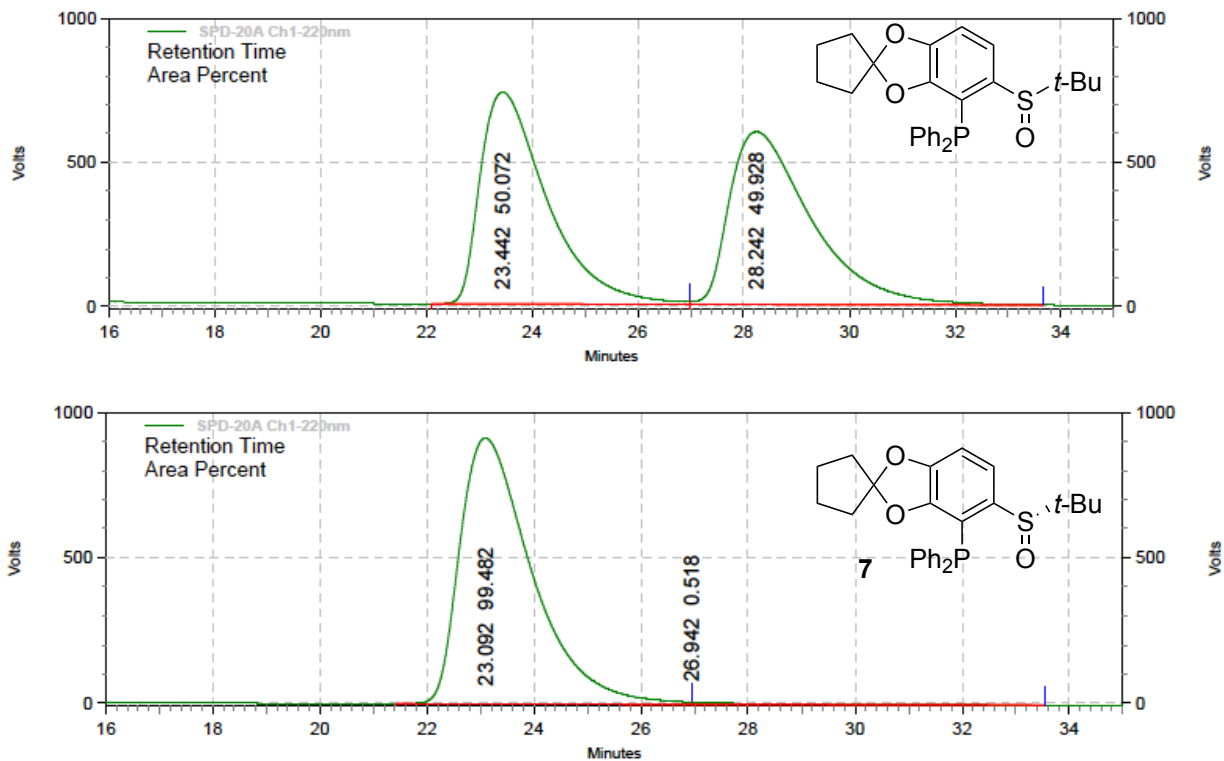 1000
1000
SPD-20A Ch1-220nm
Retention Time
Area Percent
O
O
S
t-Bu
O
Ph2P
Volts
500
500
Volts
23.442 50.072
28.242 49.928
0
0
16 18 20 22 24 26 28 30 32 34
Minutes
1000
1000
SPD-20A Ch1-220nm
Retention Time
Area Percent
O
O
S
t-Bu
O
7
Ph2P
Volts
500
500
Volts
23.092 99.482
26.942 0.518
0
0
16 18 20 22 24 26 28 30 32 34
Minutes